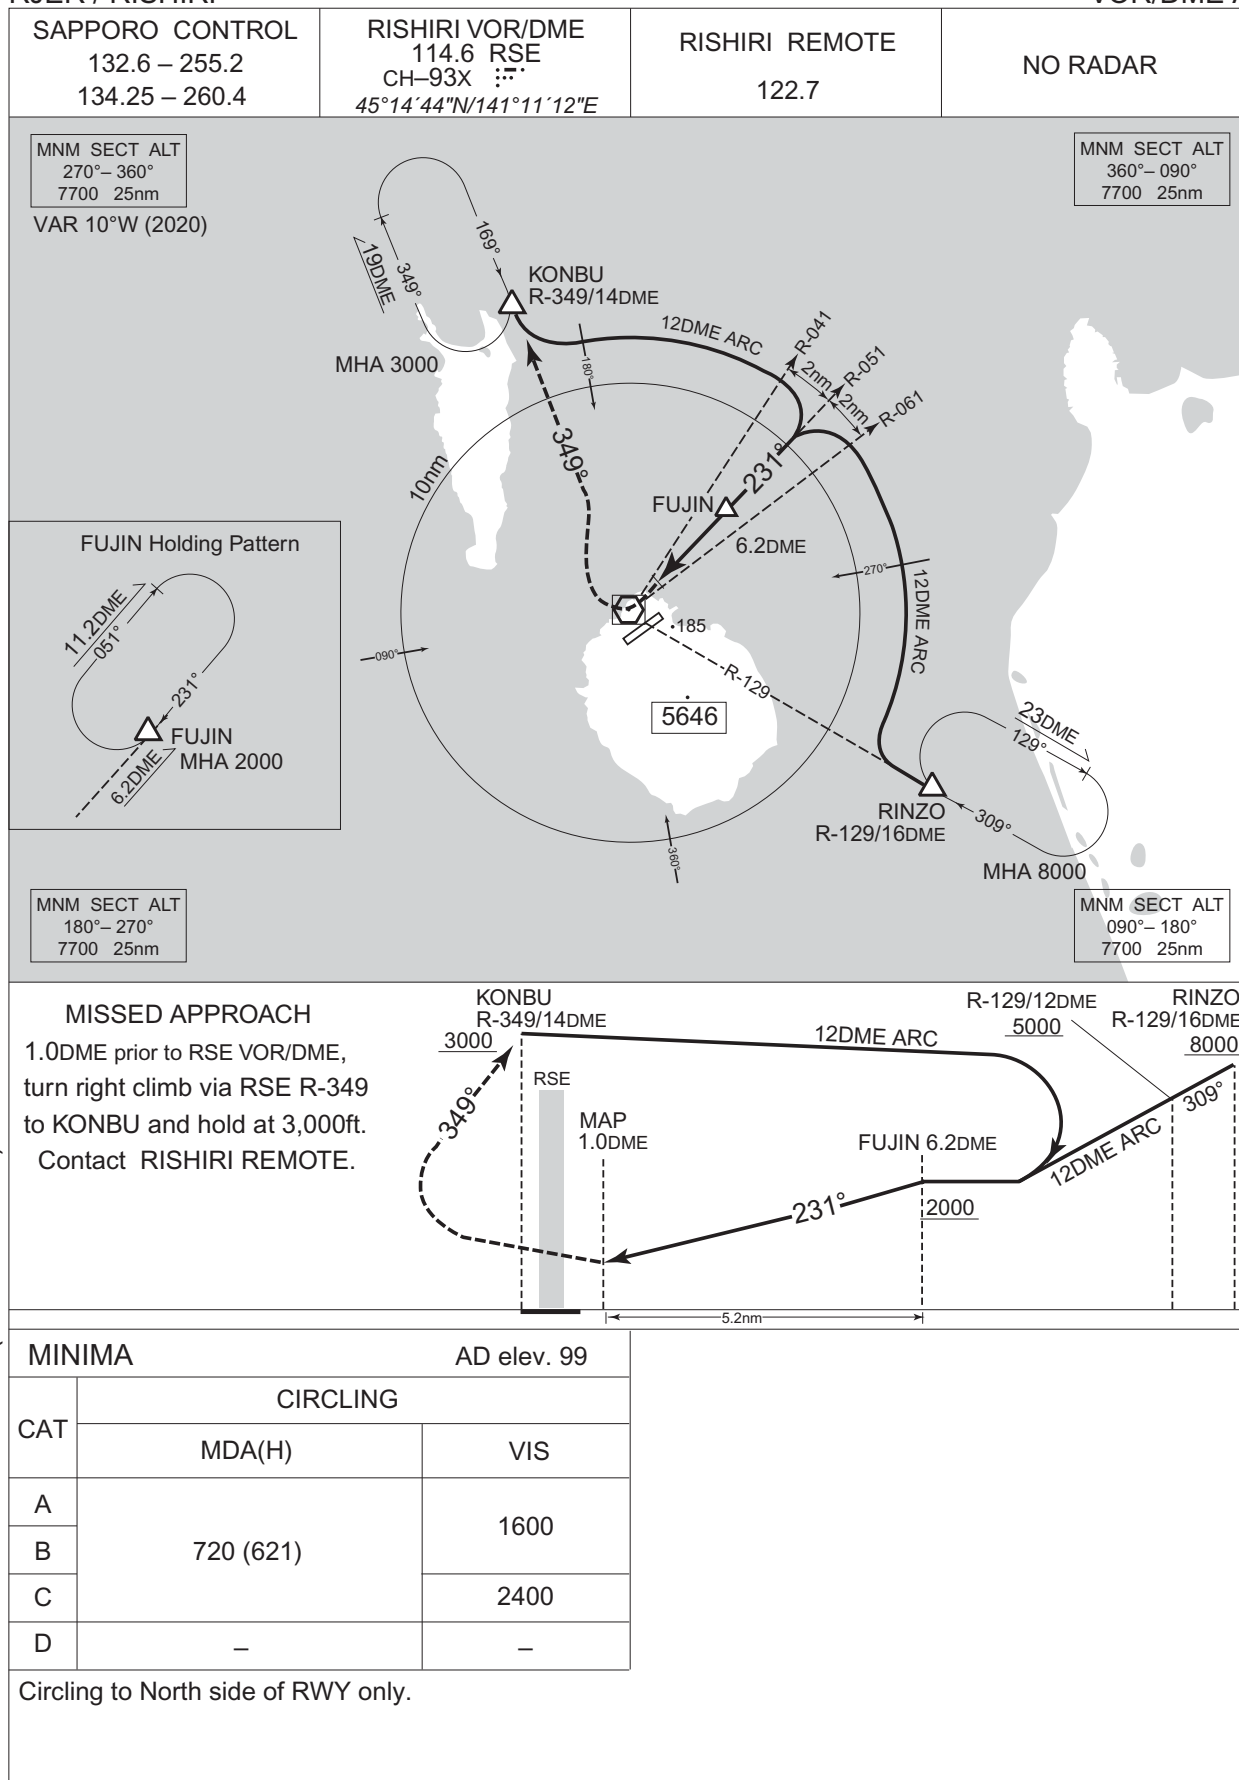 SAPPORO CONTROL
132.6 – 255.2
134.25 – 260.4
RISHIRI VOR/DME
114.6 RSE
CH–93X
45°14´44"N/141°11´12"E
RISHIRI REMOTE
122.7
NO RADAR
MNM SECT ALT
270°– 360°
7700 25nm
VAR 10°W (2020)
MNM SECT ALT
360°– 090°
7700 25nm
169°
349°
19DME
KONBU
R-349/14DME
MHA 3000
12DME ARC
180°
R-041
2nm
R-051
2nm
R-061
349°
231°
10nm
FUJIN
6.2DME
270°
12DME ARC
090°
185
R-129
5646
360°
23DME
129°
309°
RINZO
R-129/16DME
MHA 8000
FUJIN Holding Pattern
11.2DME
051°
231°
FUJIN
MHA 2000
6.2DME
MNM SECT ALT
180°– 270°
7700 25nm
MNM SECT ALT
090°– 180°
7700 25nm
MISSED APPROACH
1.0DME prior to RSE VOR/DME,
turn right climb via RSE R-349
to KONBU and hold at 3,000ft.
Contact RISHIRI REMOTE.
KONBU
R-349/14DME
3000
12DME ARC
R-129/12DME
5000
RINZO
R-129/16DME
8000
RSE
349°
MAP
1.0DME
FUJIN 6.2DME
309°
12DME ARC
231°
2000
5.2nm
MINIMA AD elev. 99
CAT CIRCLING
MDA(H) VIS
A
B
C
720 (621)
1600
2400
D – –
Circling to North side of RWY only.